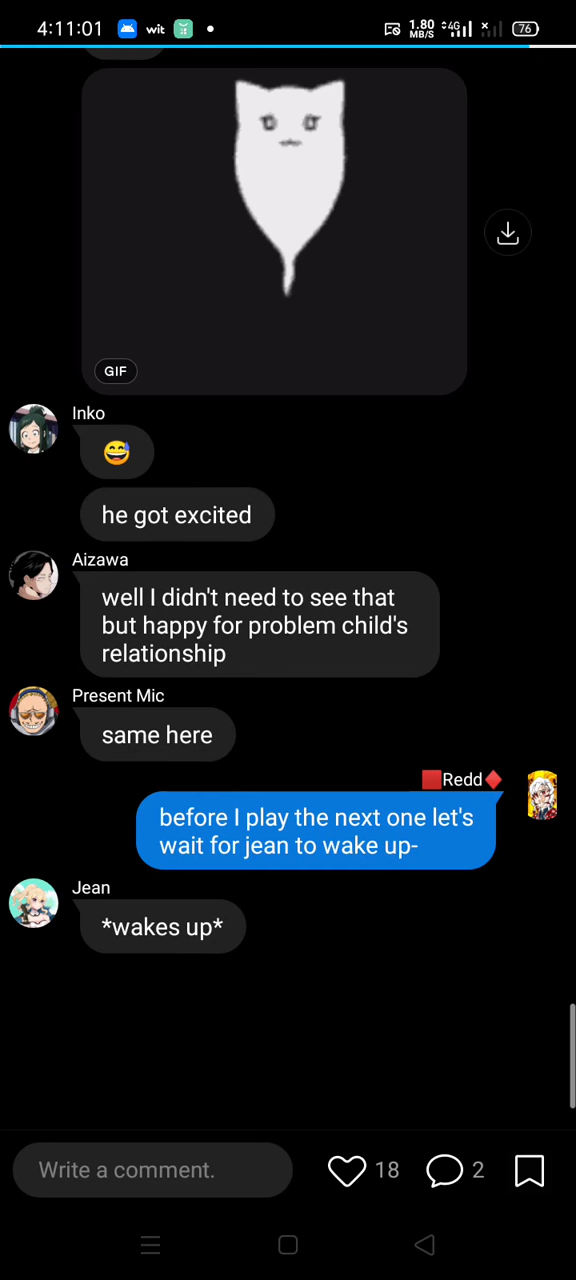 4:11:01 wit 1.80 MB/S 4G 76
GIF
Inko
😅
he got excited
Aizawa
well I didn't need to see that
but happy for problem child's
relationship
Present Mic
same here
🟥Redd♦️
before I play the next one let's
wait for jean to wake up-
Jean
*wakes up*
Write a comment. 18 2